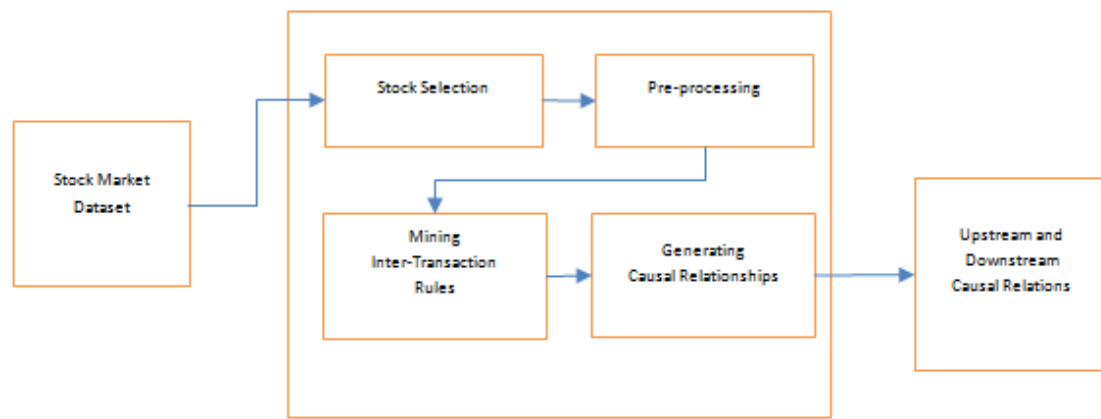 Stock Market
Dataset
Stock Selection
Pre-processing
Mining
Inter-Transaction
Rules
Generating
Causal Relationships
Upstream and
Downstream
Causal Relations